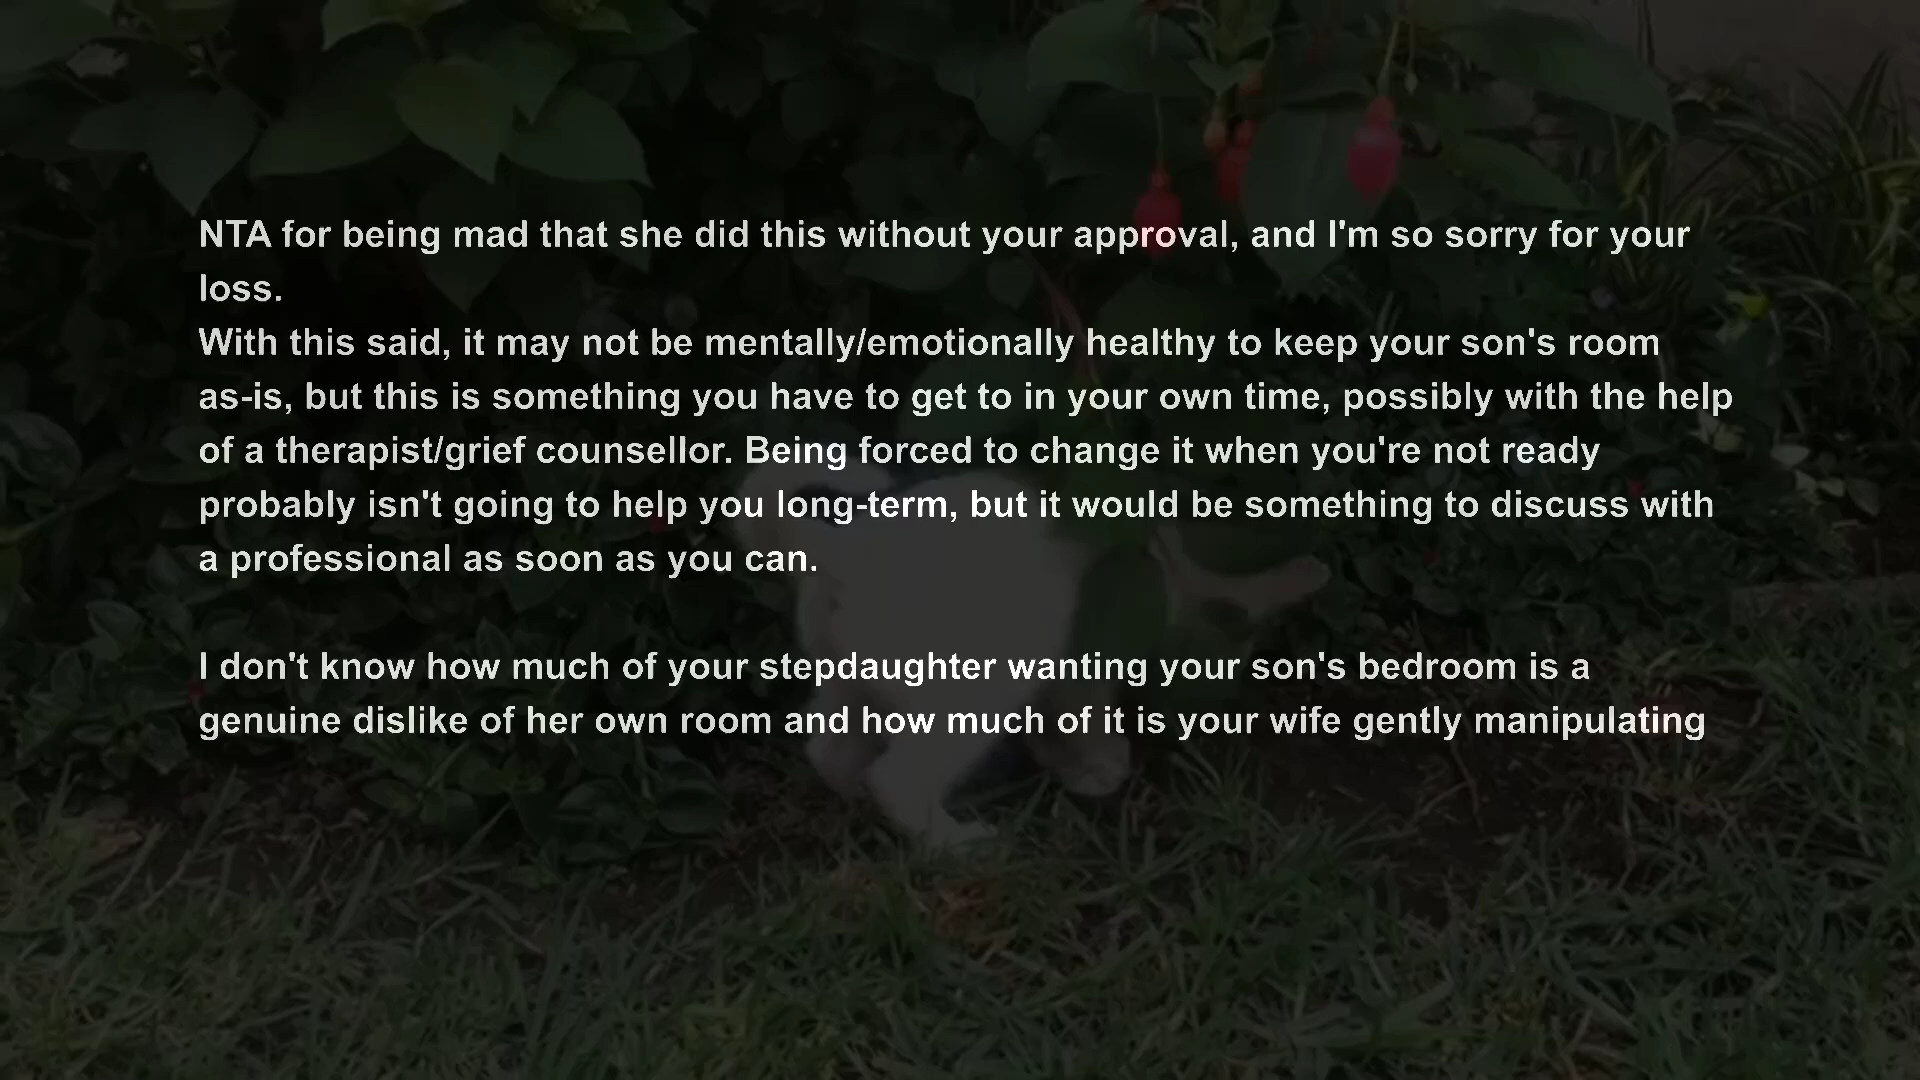 NTA for being mad that she did this without your approval, and I'm so sorry for your
loss.
With this said, it may not be mentally/emotionally healthy to keep your son's room
as-is, but this is something you have to get to in your own time, possibly with the help
of a therapist/grief counsellor. Being forced to change it when you're not ready
probably isn't going to help you long-term, but it would be something to discuss with
a professional as soon as you can.
I don't know how much of your stepdaughter wanting your son's bedroom is a
genuine dislike of her own room and how much of it is your wife gently manipulating